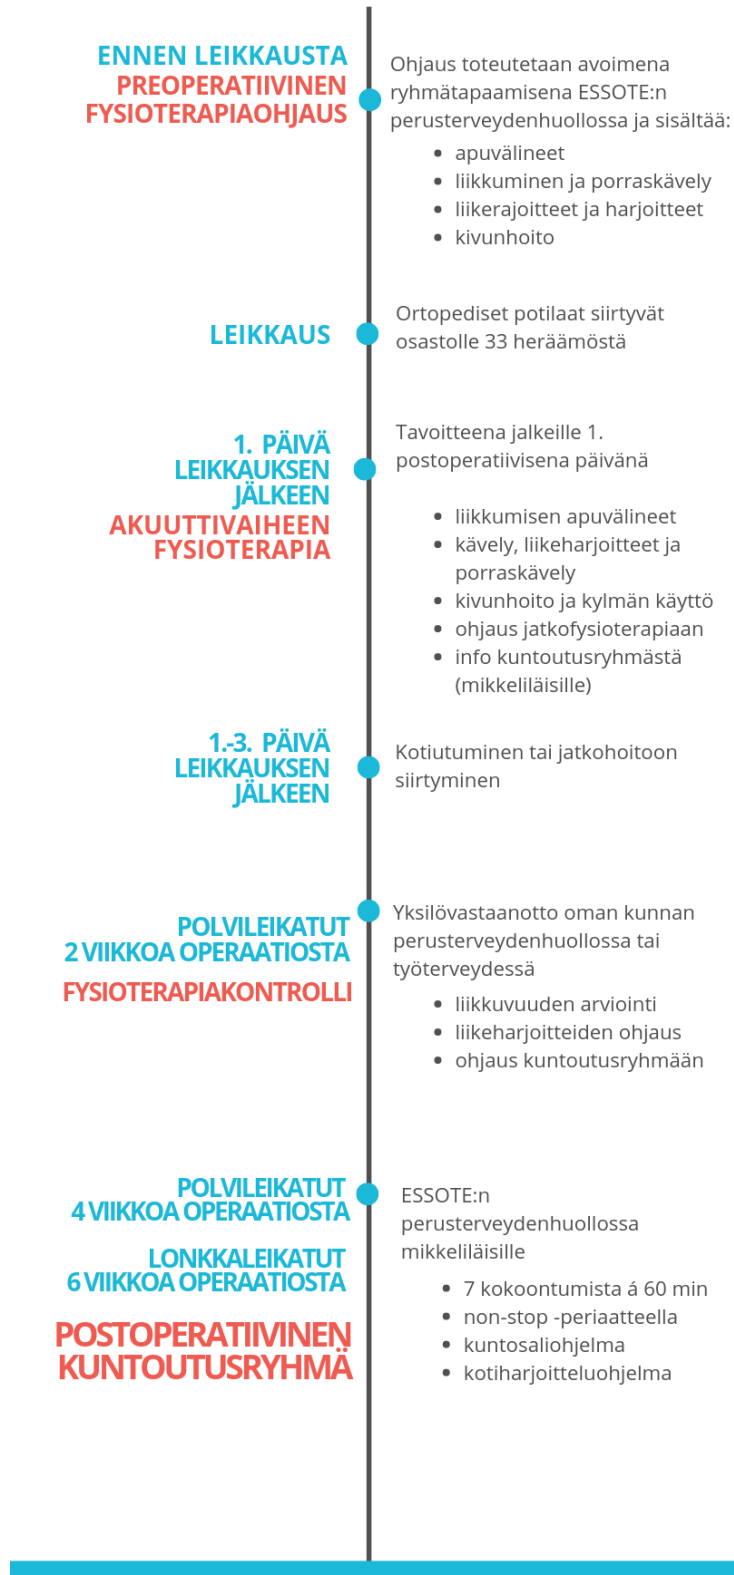 ENNEN LEIKKAUSTA
PREOPERATIIVINEN
FYSIOTERAPIAOHJAUS
Ohjaus toteutetaan avoimena
ryhmätapaamisena ESSOTE:n
perusterveydenhuollossa ja sisältää:
• apuvälineet
• liikkuminen ja porraskävely
• liikerajoitteet ja harjoitteet
• kivunhoito
LEIKKAUS
Ortopediset potilaat siirtyvät
osastolle 33 heräämöstä
1. PÄIVÄ
LEIKKAUKSEN
JÄLKEEN
AKUUTTIVAIHEEN
FYSIOTERAPIA
Tavoitteena jalkeille 1.
postoperatiivisena päivänä
• liikkumisen apuvälineet
• kävely, liikeharjoitteet ja
porraskävely
• kivunhoito ja kylmän käyttö
• ohjaus jatkofysioterapiaan
• info kuntoutusryhmästä
(mikkeliläisille)
1.-3. PÄIVÄ
LEIKKAUKSEN
JÄLKEEN
Kotiutuminen tai jatkohoitoon
siirtyminen
POLVILEIKATUT
2 VIIKKOA OPERAATIOSTA
FYSIOTERAPIAKONTROLLI
Yksilövastaanotto oman kunnan
perusterveydenhuollossa tai
työterveydessä
• liikkuvuuden arviointi
• liikeharjoitteiden ohjaus
• ohjaus kuntoutusryhmään
POLVILEIKATUT
4 VIIKKOA OPERAATIOSTA
LONKKALEIKATUT
6 VIIKKOA OPERAATIOSTA
POSTOPERATIIVINEN
KUNTOUTUSRYHMÄ
ESSOTE:n
perusterveydenhuollossa
mikkeliläisille
• 7 kokoontumista á 60 min
• non-stop -periaatteella
• kuntosaliohjelma
• kotiharjoitteluohjelma